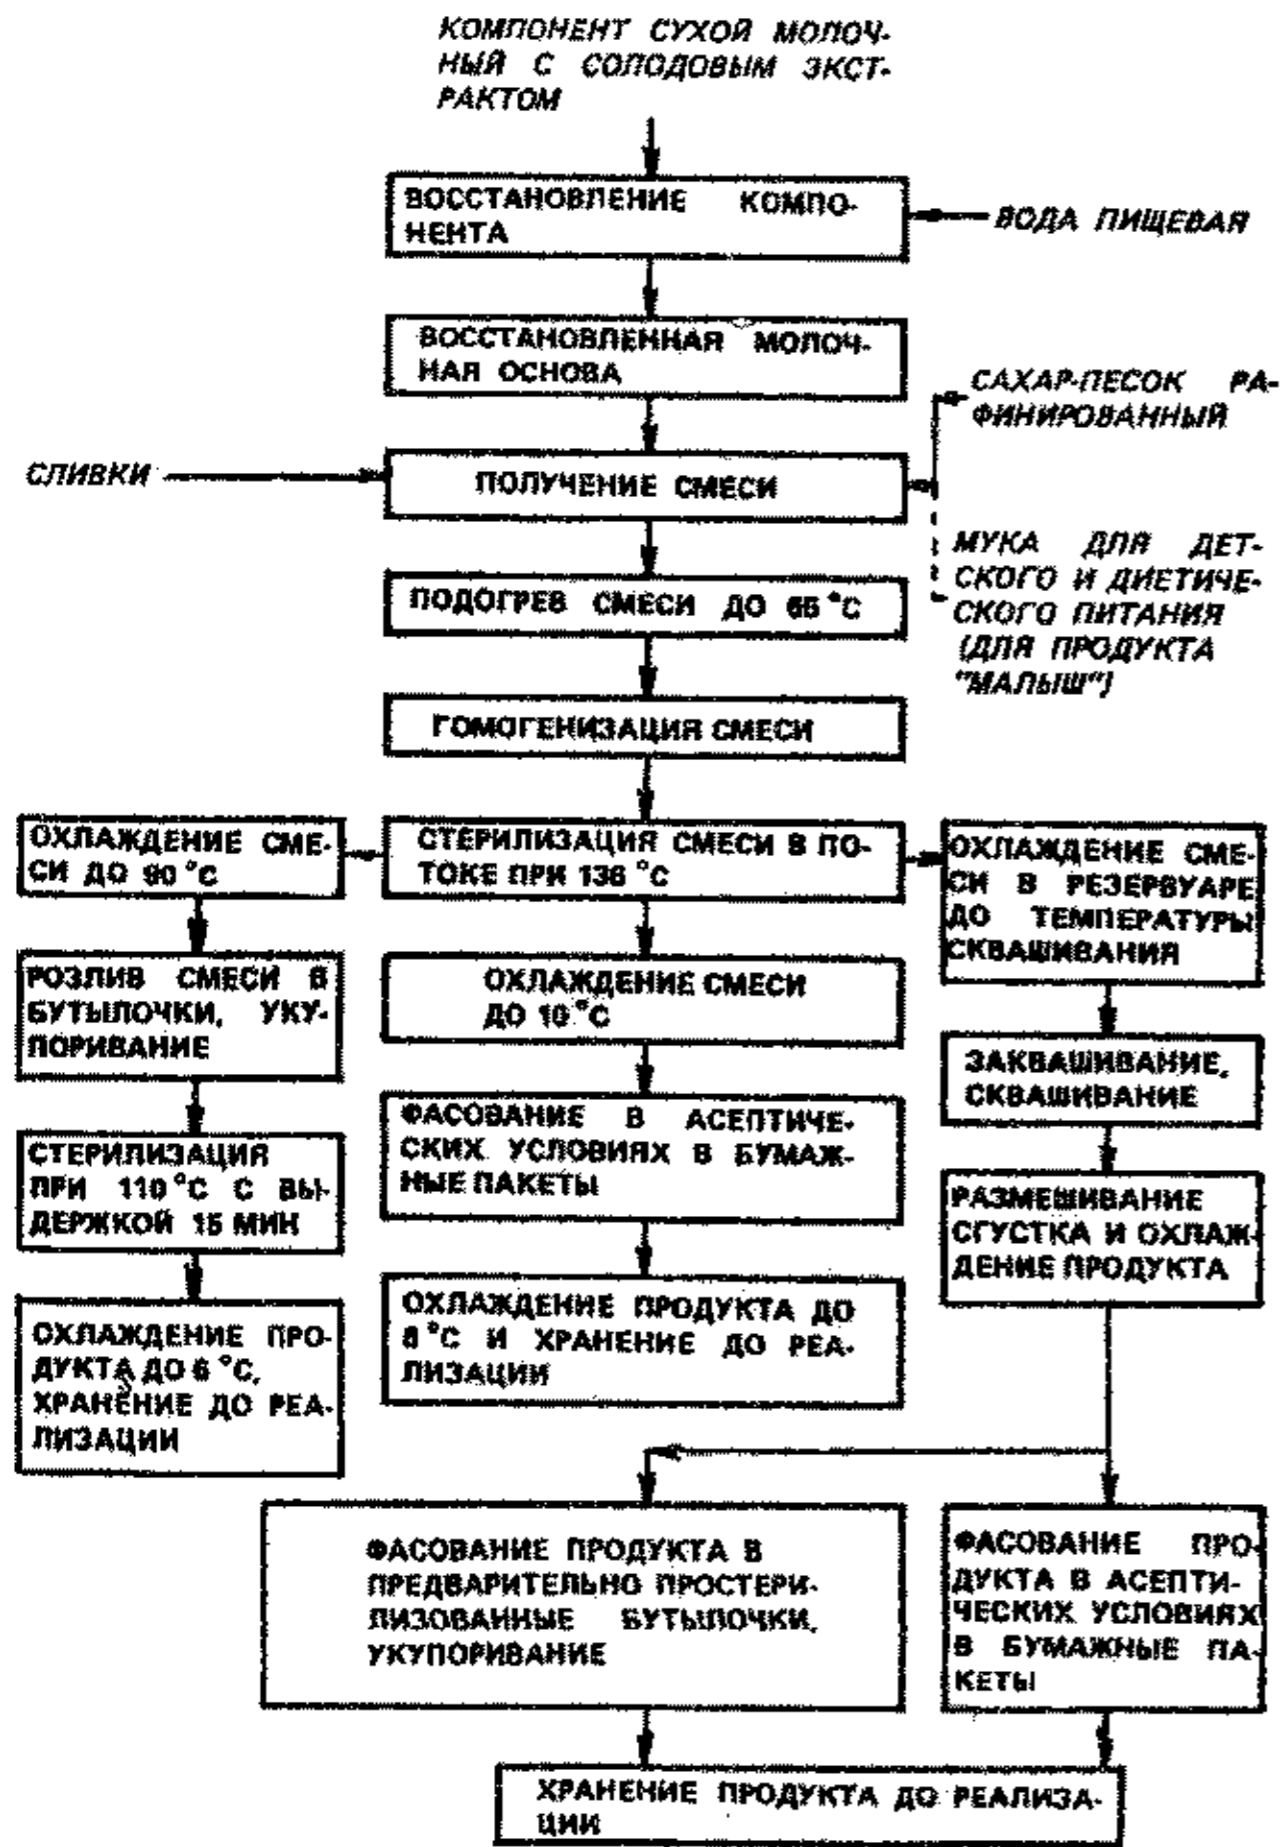 КОМПОНЕНТ СУХОЙ МОЛОЧ-
НЫЙ С СОЛОДОВЫМ ЭКСТ-
РАКТОМ
ВОССТАНОВЛЕНИЕ КОМПО-
НЕНТА
ВОДА ПИЩЕВАЯ
ВОССТАНОВЛЕННАЯ МОЛОЧ-
НАЯ ОСНОВА
САХАР-ПЕСОК РА-
ФИНИРОВАННЫЙ
СЛИВКИ
ПОЛУЧЕНИЕ СМЕСИ
МУКА ДЛЯ ДЕТ-
СКОГО И ДИЕТИЧЕ-
СКОГО ПИТАНИЯ
(ДЛЯ ПРОДУКТА
"МАЛЫШ")
ПОДОГРЕВ СМЕСИ ДО 65 °С
ГОМОГЕНИЗАЦИЯ СМЕСИ
ОХЛАЖДЕНИЕ СМЕ-
СИ ДО 90 °С
СТЕРИЛИЗАЦИЯ СМЕСИ В ПО-
ТОКЕ ПРИ 136 °С
ОХЛАЖДЕНИЕ СМЕ-
СИ В РЕЗЕРВУАРЕ
ДО ТЕМПЕРАТУРЫ
СКВАШИВАНИЯ
РОЗЛИВ СМЕСИ В
БУТЫЛОЧКИ, УКУ-
ПОРИВАНИЕ
ОХЛАЖДЕНИЕ СМЕСИ
ДО 10 °С
ЗАКВАШИВАНИЕ,
СКВАШИВАНИЕ
СТЕРИЛИЗАЦИЯ
ПРИ 110 °С С ВЫ-
ДЕРЖКОЙ 15 МИН
ФАСОВАНИЕ В АСЕПТИЧЕ-
СКИХ УСЛОВИЯХ В БУМАЖ-
НЫЕ ПАКЕТЫ
РАЗМЕШИВАНИЕ
СГУСТКА И ОХЛАЖ-
ДЕНИЕ ПРОДУКТА
ОХЛАЖДЕНИЕ ПРО-
ДУКТА ДО 6 °С,
ХРАНЕНИЕ ДО РЕА-
ЛИЗАЦИИ
ОХЛАЖДЕНИЕ ПРОДУКТА ДО
°С И ХРАНЕНИЕ ДО РЕА-
ЛИЗАЦИИ
ФАСОВАНИЕ ПРОДУКТА В
ПРЕДВАРИТЕЛЬНО ПРОСТЕРИ-
ЛИЗОВАННЫЕ БУТЫЛОЧКИ,
УКУПОРИВАНИЕ
ФАСОВАНИЕ ПРО-
ДУКТА В АСЕПТИ-
ЧЕСКИХ УСЛОВИЯХ
В БУМАЖНЫЕ ПА-
КЕТЫ
ХРАНЕНИЕ ПРОДУКТА ДО РЕАЛИЗА-
ЦИИ